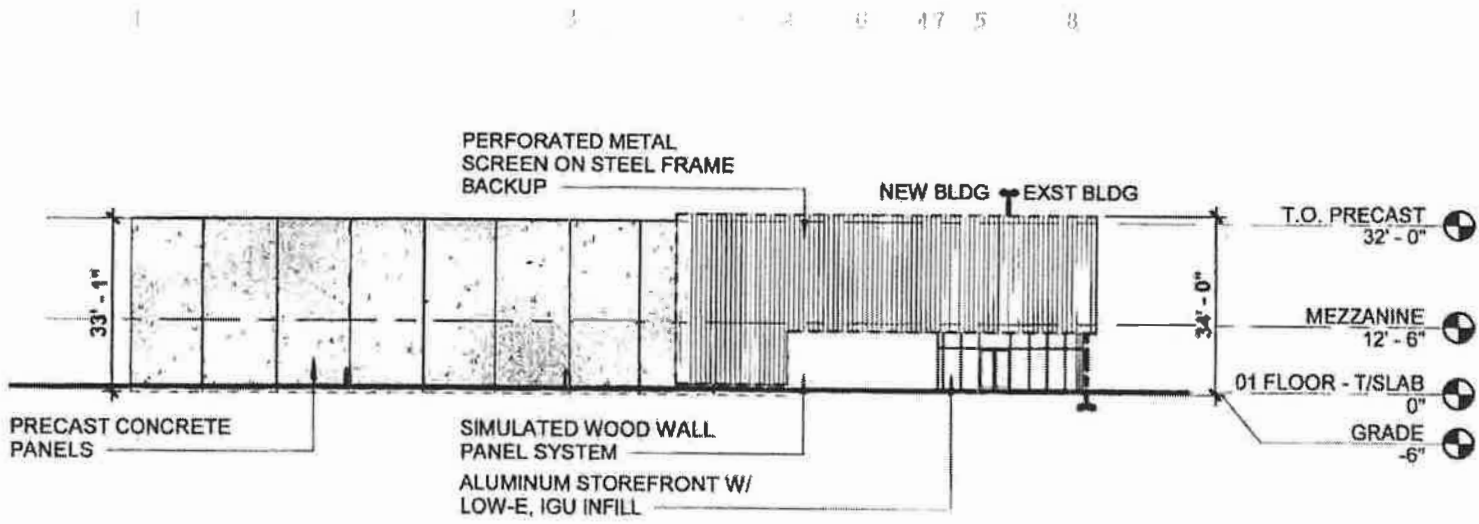 PERFORATED METAL
SCREEN ON STEEL FRAME
BACKUP
NEW BLDG
EXST BLDG
T.O. PRECAST
32' - 0"
33' - 1"
34' - 0"
MEZZANINE
12' - 6"
01 FLOOR - T/SLAB
0"
GRADE
-6"
PRECAST CONCRETE
PANELS
SIMULATED WOOD WALL
PANEL SYSTEM
ALUMINUM STOREFRONT W/
LOW-E, IGU INFILL